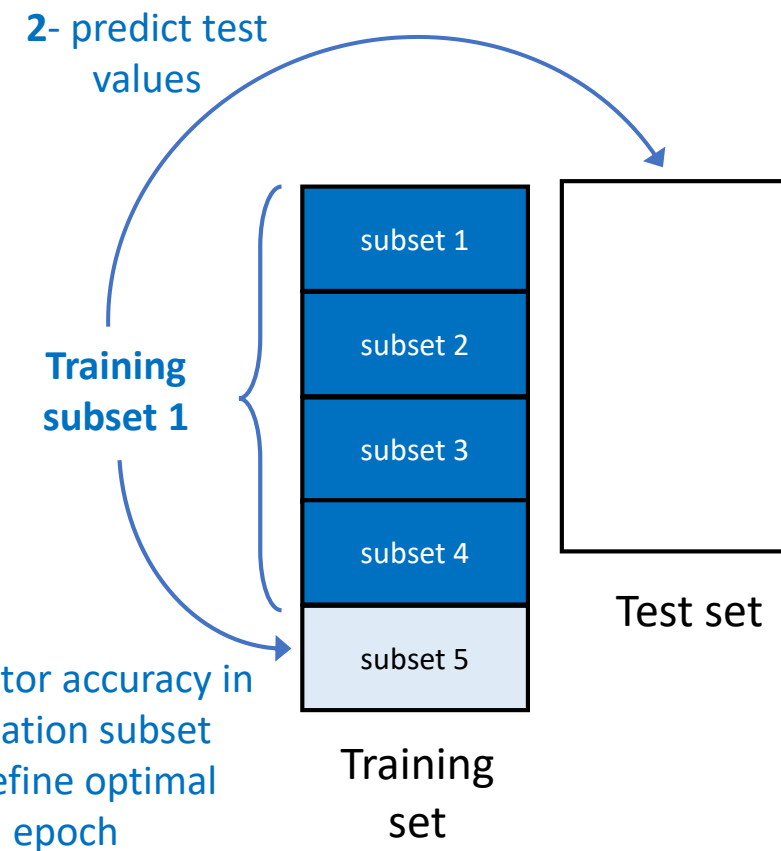 2- predict test
values
subset 1
subset 2
Training
subset 1
subset 3
subset 4
subset 5
Test set
accuracy in
subset
optimal
epoch
Training
set